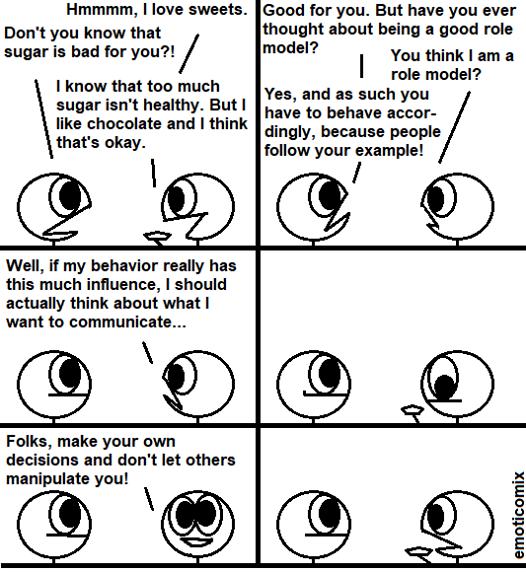 Hmmmm, I love sweets.
Don't you know that
sugar is bad for you?!
I know that too much
sugar isn't healthy. But I
like chocolate and I think
that's okay.
Good for you. But have you ever
thought about being a good role
model?
You think I am a
role model?
Yes, and as such you
have to behave accor-
dingly, because people
follow your example!
Well, if my behavior really has
this much influence, I should
actually think about what I
want to communicate...
Folks, make your own
decisions and don't let others
manipulate you!
emoticomix